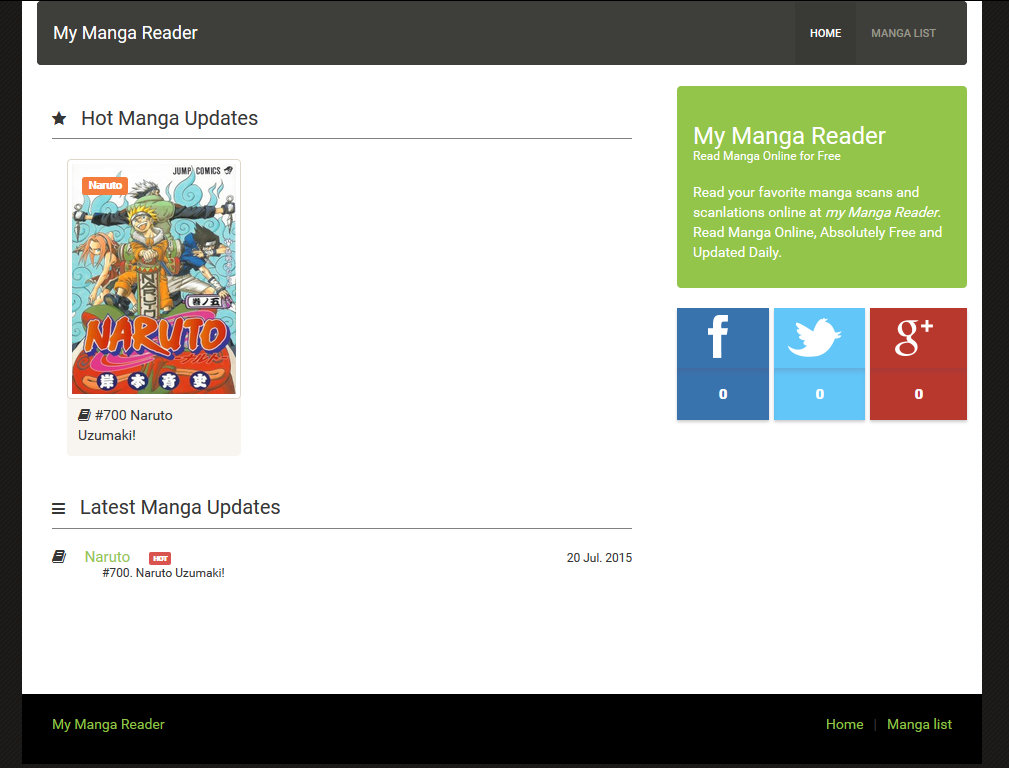 My Manga Reader
HOME
MANGA LIST
Hot Manga Updates
JUMP COMICS
Naruto
巻ノ五
NARUTO
NARUTO
-ナルト-
岸本斉史
#700 Naruto
Uzumaki!
Latest Manga Updates
Naruto
HOT
20 Jul. 2015
#700. Naruto Uzumaki!
My Manga Reader
Read Manga Online for Free
Read your favorite manga scans and
scanlations online at my Manga Reader.
Read Manga Online, Absolutely Free and
Updated Daily.
f
g+
0
0
0
My Manga Reader
Home | Manga list